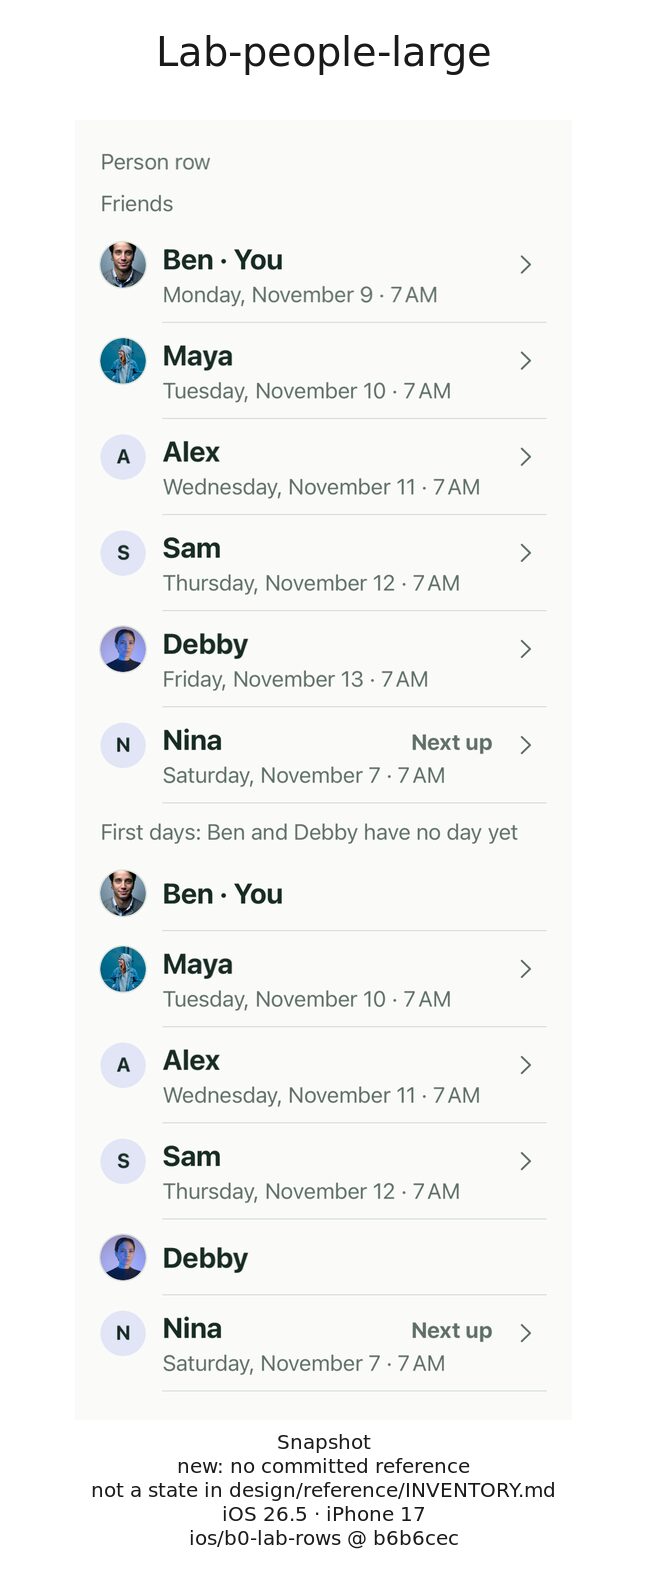 Lab-people-large
Person row
Friends
Ben · You
Monday, November 9 · 7 AM
Maya
Tuesday, November 10 · 7 AM
A
Alex
Wednesday, November 11 · 7 AM
S
Sam
Thursday, November 12 · 7 AM
Debby
Friday, November 13 · 7 AM
N
Nina
Next up
Saturday, November 7 · 7 AM
First days: Ben and Debby have no day yet
Ben · You
Maya
Tuesday, November 10 · 7 AM
A
Alex
Wednesday, November 11 · 7 AM
S
Sam
Thursday, November 12 · 7 AM
Debby
N
Nina
Next up
Saturday, November 7 · 7 AM
Snapshot
new: no committed reference
not a state in design/reference/INVENTORY.md
iOS 26.5 · iPhone 17
ios/b0-lab-rows @ b6b6cec